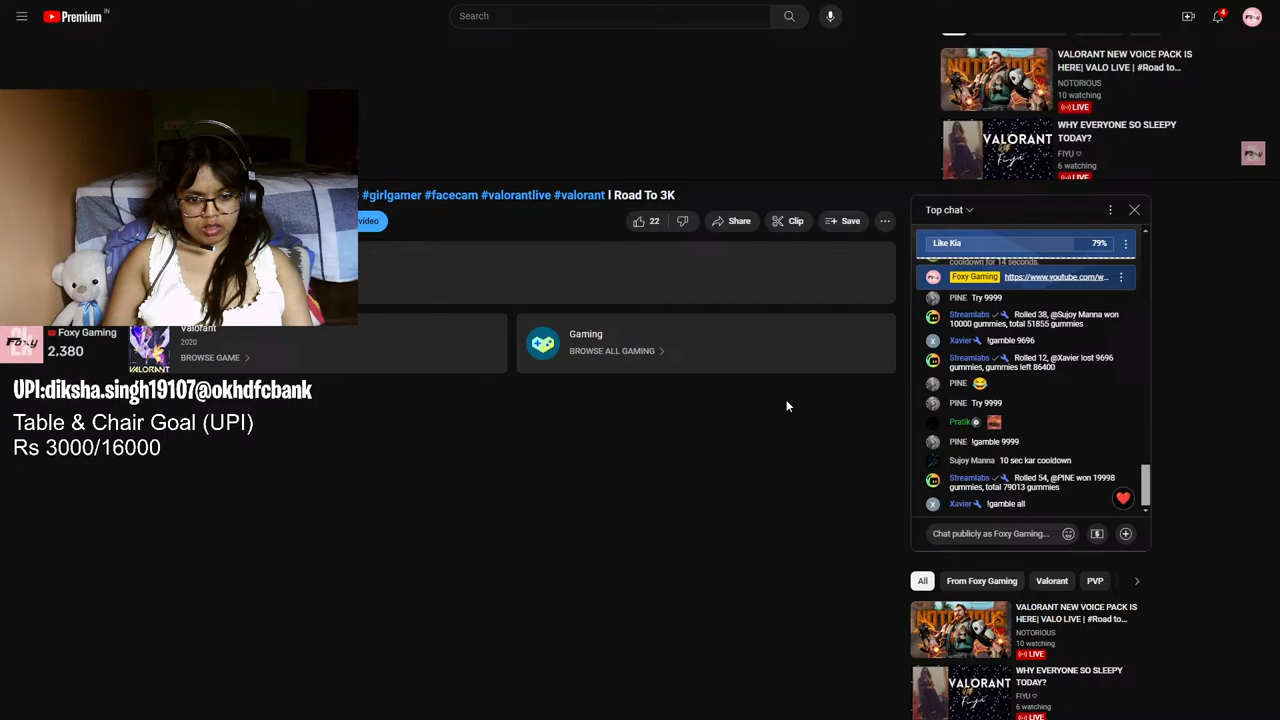 Premium IN
Search
4
VALORANT NEW VOICE PACK IS
HERE| VALO LIVE | #Road to...
NOTORIOUS
10 watching
LIVE
WHY EVERYONE SO SLEEPY
TODAY?
FIYU
6 watching
LIVE
#girlgamer #facecam #valorantlive #valorant l Road To 3K
video
22
Share
Clip
Save
Top chat
Like Kia
79%
cooldown for 14 seconds.
Foxy Gaming https://www.youtube.com/w...
PINE Try 9999
Streamlabs Rolled 38, @Sujoy Manna won
10000 gummies, total 51855 gummies
Xavier !gamble 9696
Streamlabs Rolled 12, @Xavier lost 9696
gummies, gummies left 86400
PINE
PINE Try 9999
Pratik
PINE !gamble 9999
Sujoy Manna 10 sec kar cooldown
Streamlabs Rolled 54, @PINE won 19998
gummies, total 79013 gummies
Xavier !gamble all
Chat publicly as Foxy Gaming...
Foxy
Foxy Gaming
2,380
VALORANT
Valorant
2020
BROWSE GAME
Gaming
BROWSE ALL GAMING
UPI:diksha.singh19107@okhdfcbank
Table & Chair Goal (UPI)
Rs 3000/16000
All
From Foxy Gaming
Valorant
PVP
NOTORIOUS
VALORANT NEW VOICE PACK IS
HERE| VALO LIVE | #Road to...
NOTORIOUS
10 watching
LIVE
VALORANT
WHY EVERYONE SO SLEEPY
TODAY?
FIYU
6 watching
LIVE